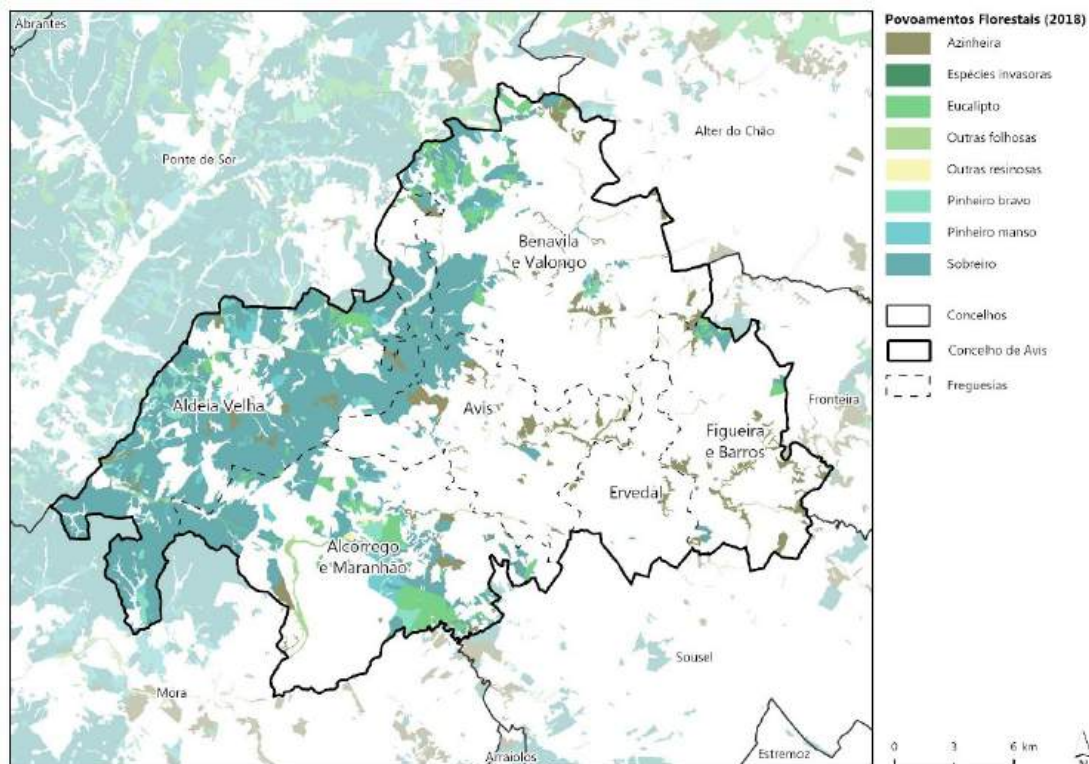 Abrantes
Ponte de Sor
Alter do Chão
Benavila
e Valongo
Aldeia Velha
Avis
Fronteira
Figueira
e Barros
Ervedal
Alcórrego
e Maranhão
Sousel
Mora
Arraiolos
Estremoz
Povoamentos Florestais (2018)
Azinheira
Espécies invasoras
Eucalipto
Outras folhosas
Outras resinosas
Pinheiro bravo
Pinheiro manso
Sobreiro
Concelhos
Concelho de Avis
Freguesias
0 3 6 km